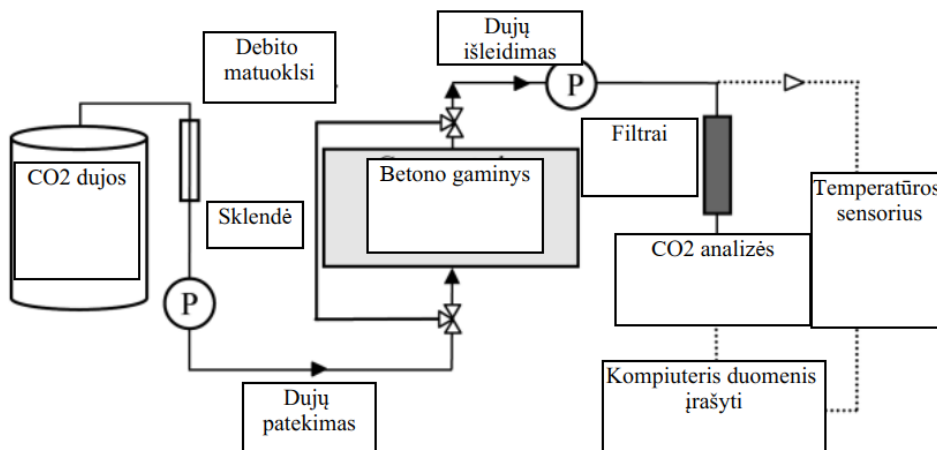 Debito
matuoklsi
Dujų
išleidimas
P
Filtrai
CO2 dujos
Betono gaminys
Temperatūros
sensorius
Sklendė
CO2 analizės
P
Kompiuteris duomenis
įrašyti
Dujų
patekimas